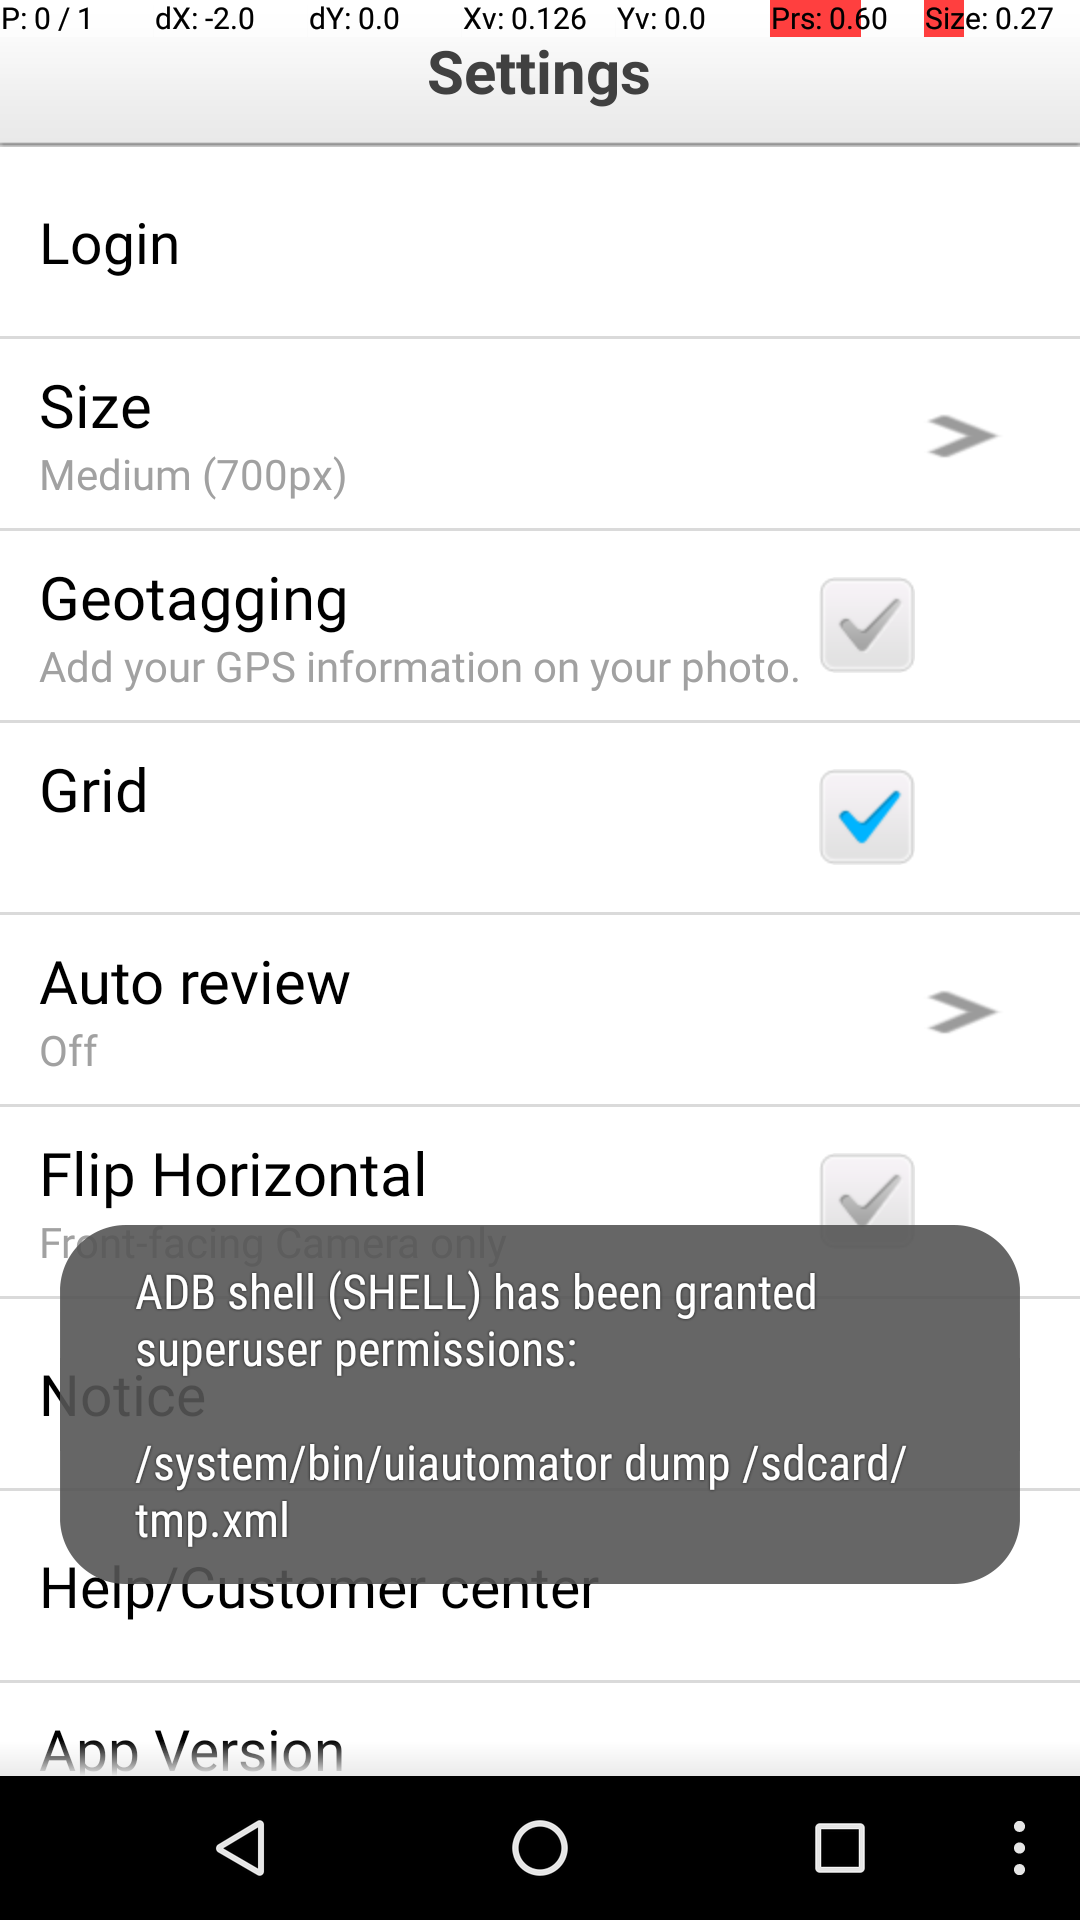 P: 0 / 1 dX: -2.0 dY: 0.0 Xv: 0.126 Yv: 0.0 Prs: 0.60 Size: 0.27
Settings
Login
Size
Medium (700px)
Geotagging
Add your GPS information on your photo.
Grid
Auto review
Off
Flip Horizontal
Front-facing Camera only
ADB shell (SHELL) has been granted
superuser permissions:
Notice
/system/bin/uiautomator dump /sdcard/
tmp.xml
Help/Customer center
App Version